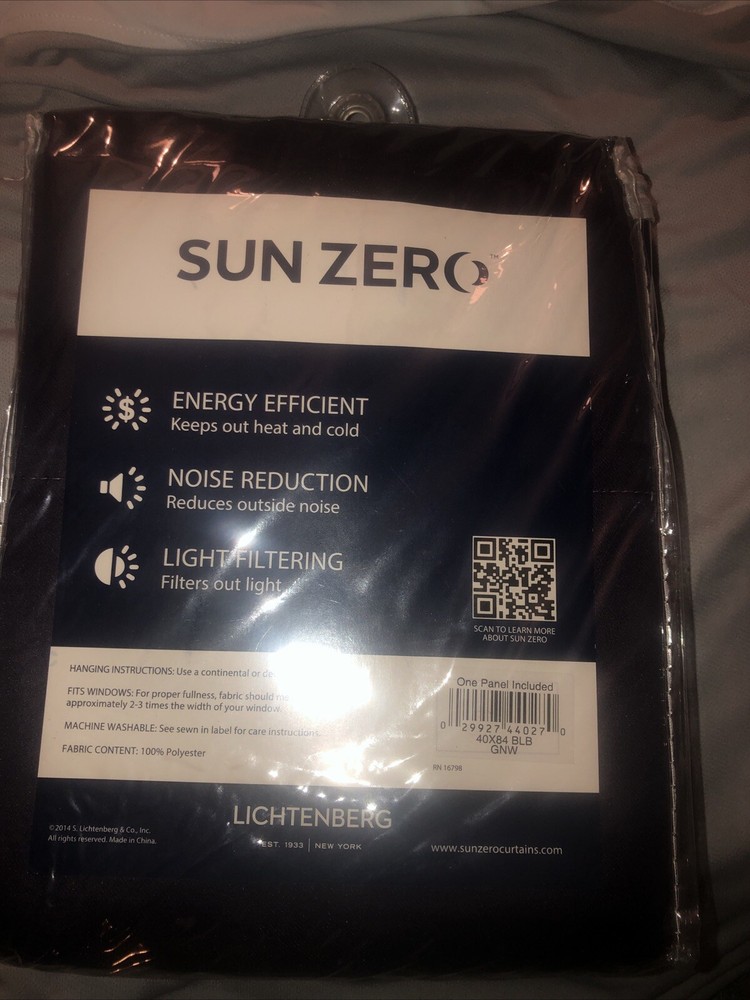 SUN ZERO™
$
ENERGY EFFICIENT
Keeps out heat and cold
NOISE REDUCTION
Reduces outside noise
LIGHT FILTERING
Filters out light
SCAN TO LEARN MORE
ABOUT SUN ZERO
HANGING INSTRUCTIONS: Use a continental or
FITS WINDOWS: For proper fullness, fabric should
approximately 2-3 times the width of your window.
MACHINE WASHABLE: See sewn in label for care instructions.
FABRIC CONTENT: 100% Polyester
One Panel Included
0 29927 44027 0
40X84 BLB
GNW
RN 16798
LICHTENBERG
EST. 1933 | NEW YORK
©2014 S. Lichtenberg & Co., Inc.
All rights reserved. Made in China.
www.sunzerocurtains.com